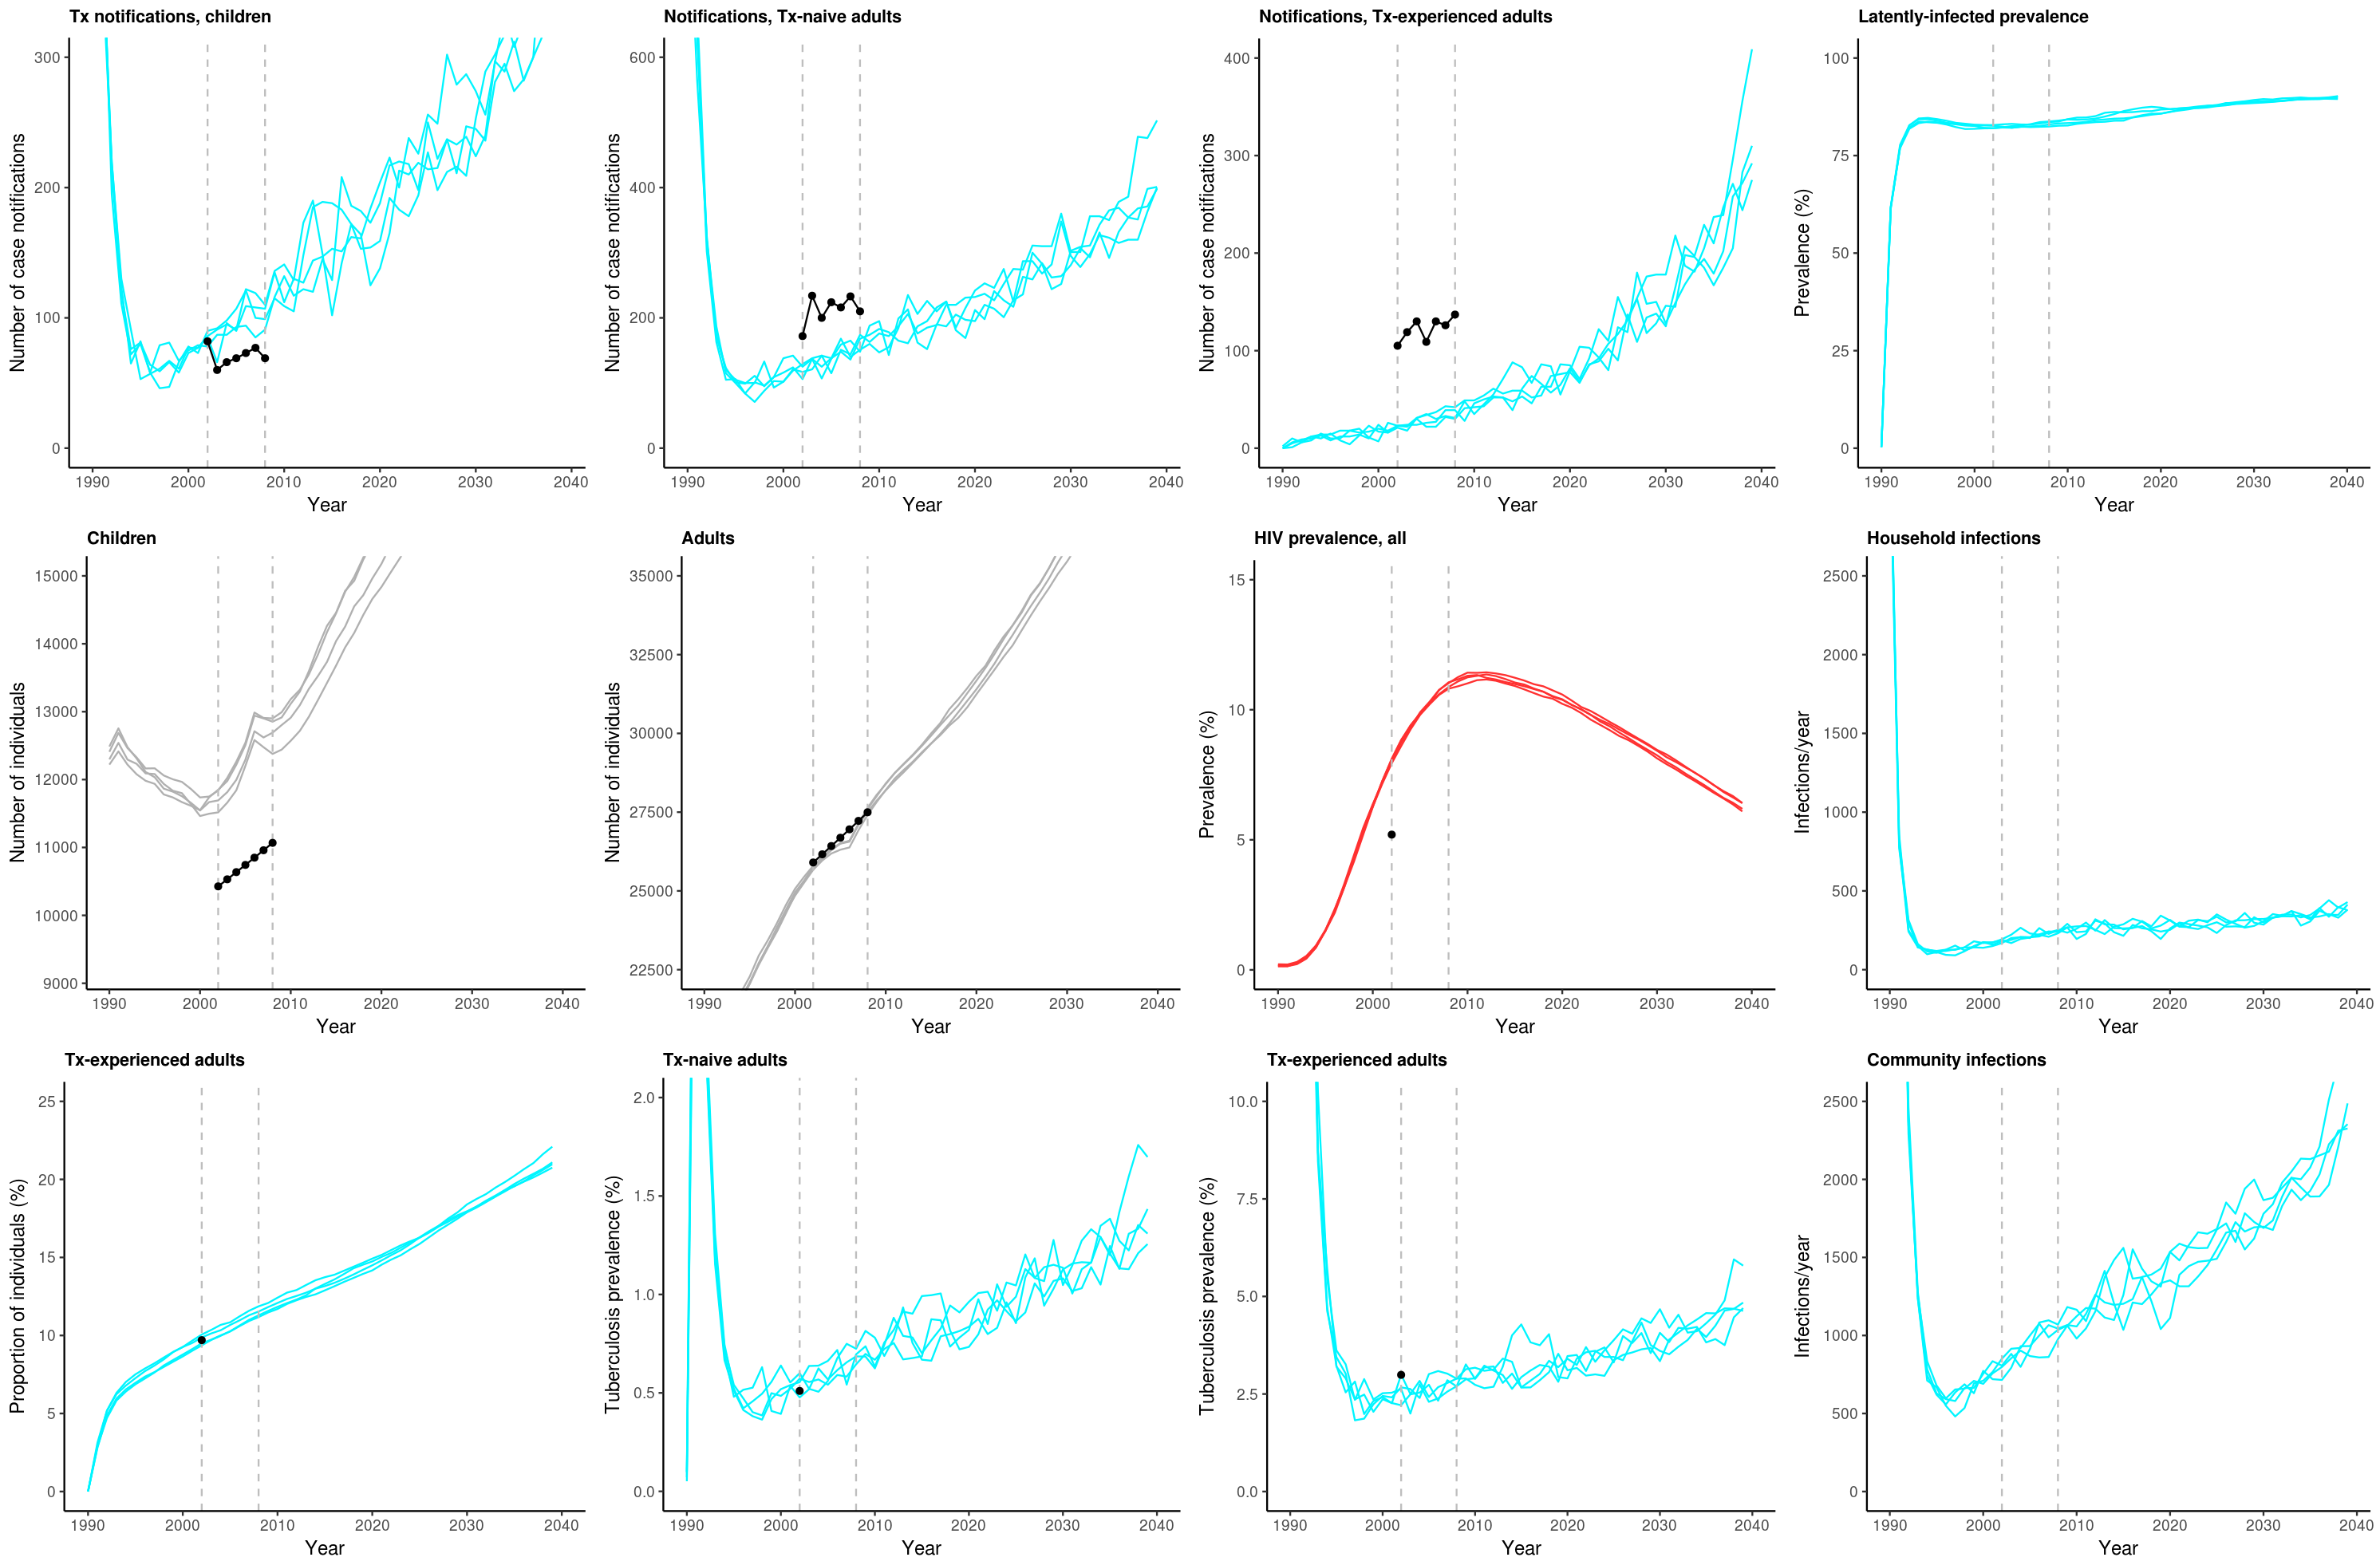 Tx notifications, children
Number of case notifications
300
200
100
0
1990 2000 2010 2020 2030 2040
Year
Notifications, Tx-naive adults
Number of case notifications
600
400
200
0
1990 2000 2010 2020 2030 2040
Year
Notifications, Tx-experienced adults
Number of case notifications
400
300
200
100
0
1990 2000 2010 2020 2030 2040
Year
Latently-infected prevalence
Prevalence (%)
100
75
50
25
0
1990 2000 2010 2020 2030 2040
Year
Children
Number of individuals
15000
14000
13000
12000
11000
10000
9000
1990 2000 2010 2020 2030 2040
Year
Adults
Number of individuals
35000
32500
30000
27500
25000
22500
1990 2000 2010 2020 2030 2040
Year
HIV prevalence, all
Prevalence (%)
15
10
5
0
1990 2000 2010 2020 2030 2040
Year
Household infections
Infections/year
2500
2000
1500
1000
500
0
1990 2000 2010 2020 2030 2040
Year
Tx-experienced adults
Proportion of individuals (%)
25
20
15
10
5
0
1990 2000 2010 2020 2030 2040
Year
Tx-naive adults
Tuberculosis prevalence (%)
2.0
1.5
1.0
0.5
0.0
1990 2000 2010 2020 2030 2040
Year
Tx-experienced adults
Tuberculosis prevalence (%)
10.0
7.5
5.0
2.5
0.0
1990 2000 2010 2020 2030 2040
Year
Community infections
Infections/year
2500
2000
1500
1000
500
0
1990 2000 2010 2020 2030 2040
Year